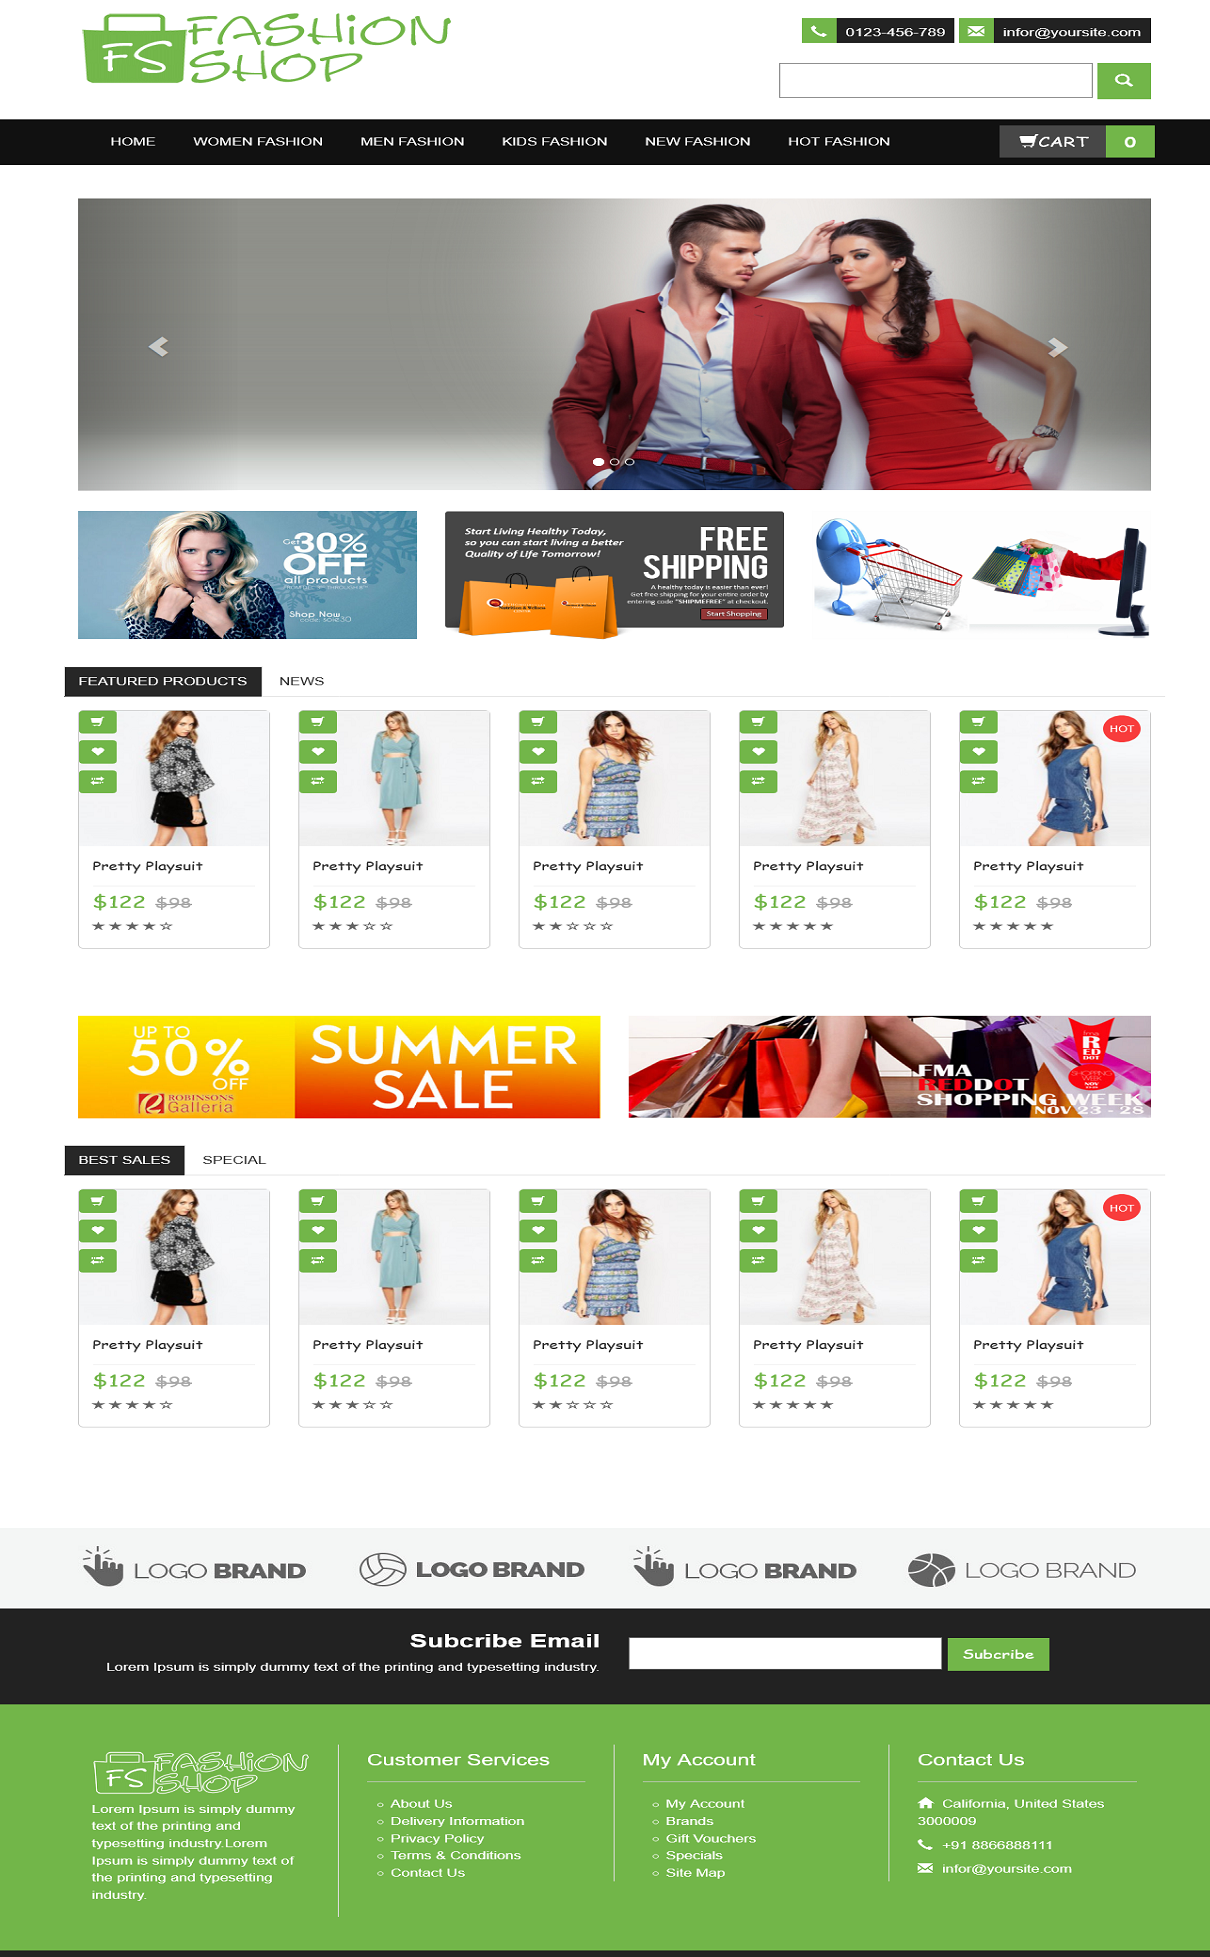 FS FASHION
SHOP
0123-456-789
infor@yoursite.com
HOME WOMEN FASHION MEN FASHION KIDS FASHION NEW FASHION HOT FASHION
CART 0
Get 30%
OFF
all products
Shop Now
Start Living Healthy Today,
so you can start living a better
Quality of Life Tomorrow!
FREE
SHIPPING
A healthy today is easier than ever!
Get free shipping for your entire order by
entering code "SHIPMEFREE" at checkout.
Start Shopping
FEATURED PRODUCTS NEWS
HOT
Pretty Playsuit Pretty Playsuit Pretty Playsuit Pretty Playsuit Pretty Playsuit
$122 $98 $122 $98 $122 $98 $122 $98 $122 $98
UP TO
50%
OFF
ROBINSONS
Galleria
SUMMER
SALE
fma
RED
DOT
SHOPPING
WEEK
NOV
FMA
REDDOT
SHOPPING WEEK
NOV 23 - 28
BEST SALES SPECIAL
HOT
Pretty Playsuit Pretty Playsuit Pretty Playsuit Pretty Playsuit Pretty Playsuit
$122 $98 $122 $98 $122 $98 $122 $98 $122 $98
LOGO BRAND LOGO BRAND LOGO BRAND LOGO BRAND
Subcribe Email
Lorem Ipsum is simply dummy text of the printing and typesetting industry.
Subcribe
FS FASHION
SHOP
Lorem Ipsum is simply dummy
text of the printing and
typesetting industry.Lorem
Ipsum is simply dummy text of
the printing and typesetting
industry.
Customer Services
About Us
Delivery Information
Privacy Policy
Terms & Conditions
Contact Us
My Account
My Account
Brands
Gift Vouchers
Specials
Site Map
Contact Us
California, United States
3000009
+91 8866888111
infor@yoursite.com